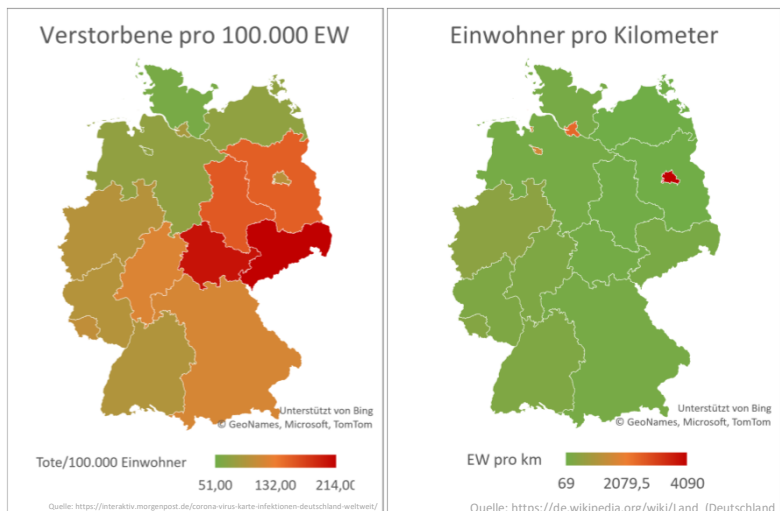 Verstorbene pro 100.000 EW
Unterstützt von Bing
© GeoNames, Microsoft, TomTom
Tote/100.000 Einwohner
51,00 132,00 214,00
Quelle: https://interaktiv.morgenpost.de/corona-virus-karte-infektionen-deutschland-weltweit/
Einwohner pro Kilometer
Unterstützt von Bing
© GeoNames, Microsoft, TomTom
EW pro km
69 2079,5 4090
Quelle: https://de.wikipedia.org/wiki/Land_(Deutschland